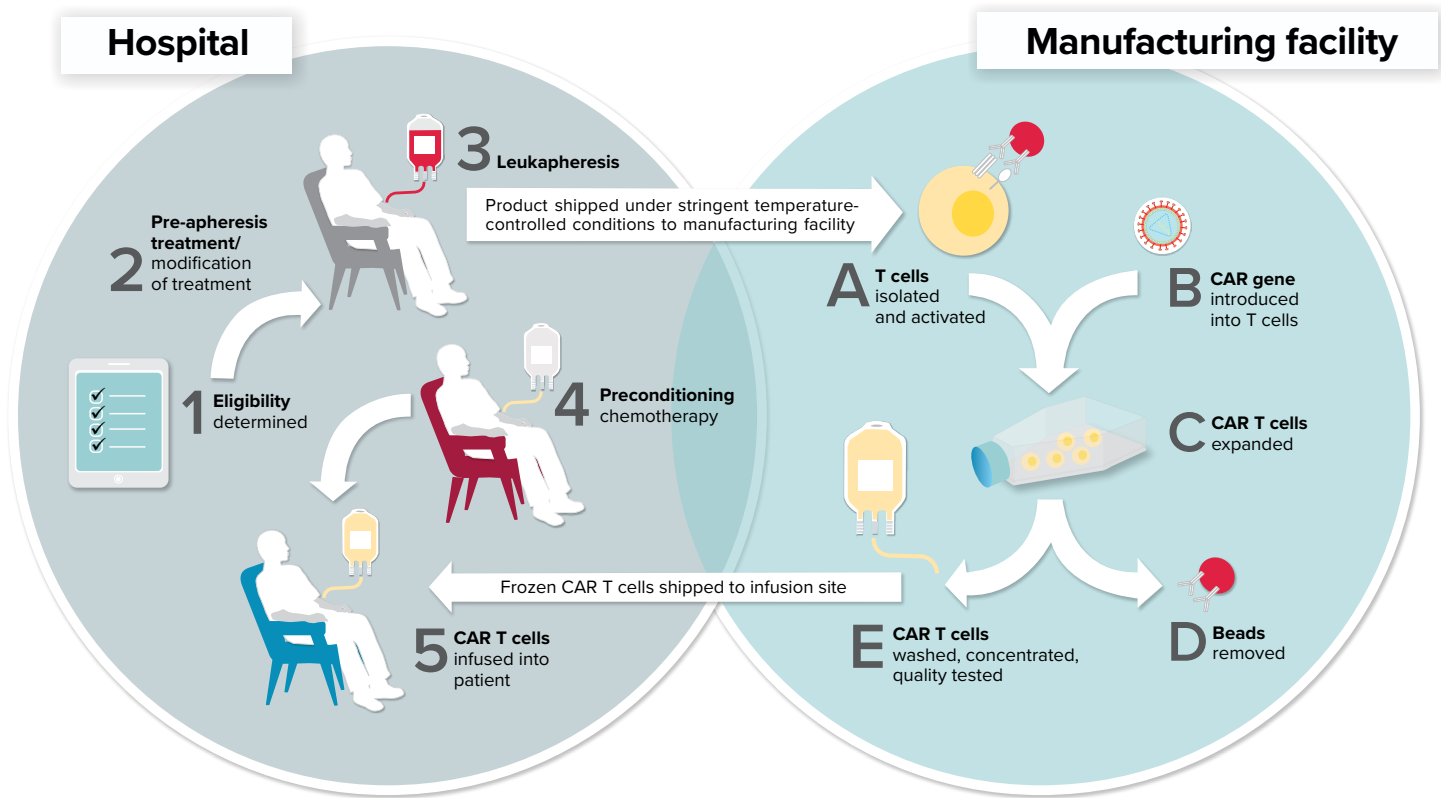 Hospital
Manufacturing facility
3 Leukapheresis
Product shipped under stringent temperature-
controlled conditions to manufacturing facility
2 Pre-apheresis
treatment/
modification
of treatment
A T cells
isolated
and activated
B CAR gene
introduced
into T cells
1 Eligibility
determined
4 Preconditioning
chemotherapy
C CAR T cells
expanded
Frozen CAR T cells shipped to infusion site
5 CAR T cells
infused into
patient
E CAR T cells
washed, concentrated,
quality tested
D Beads
removed